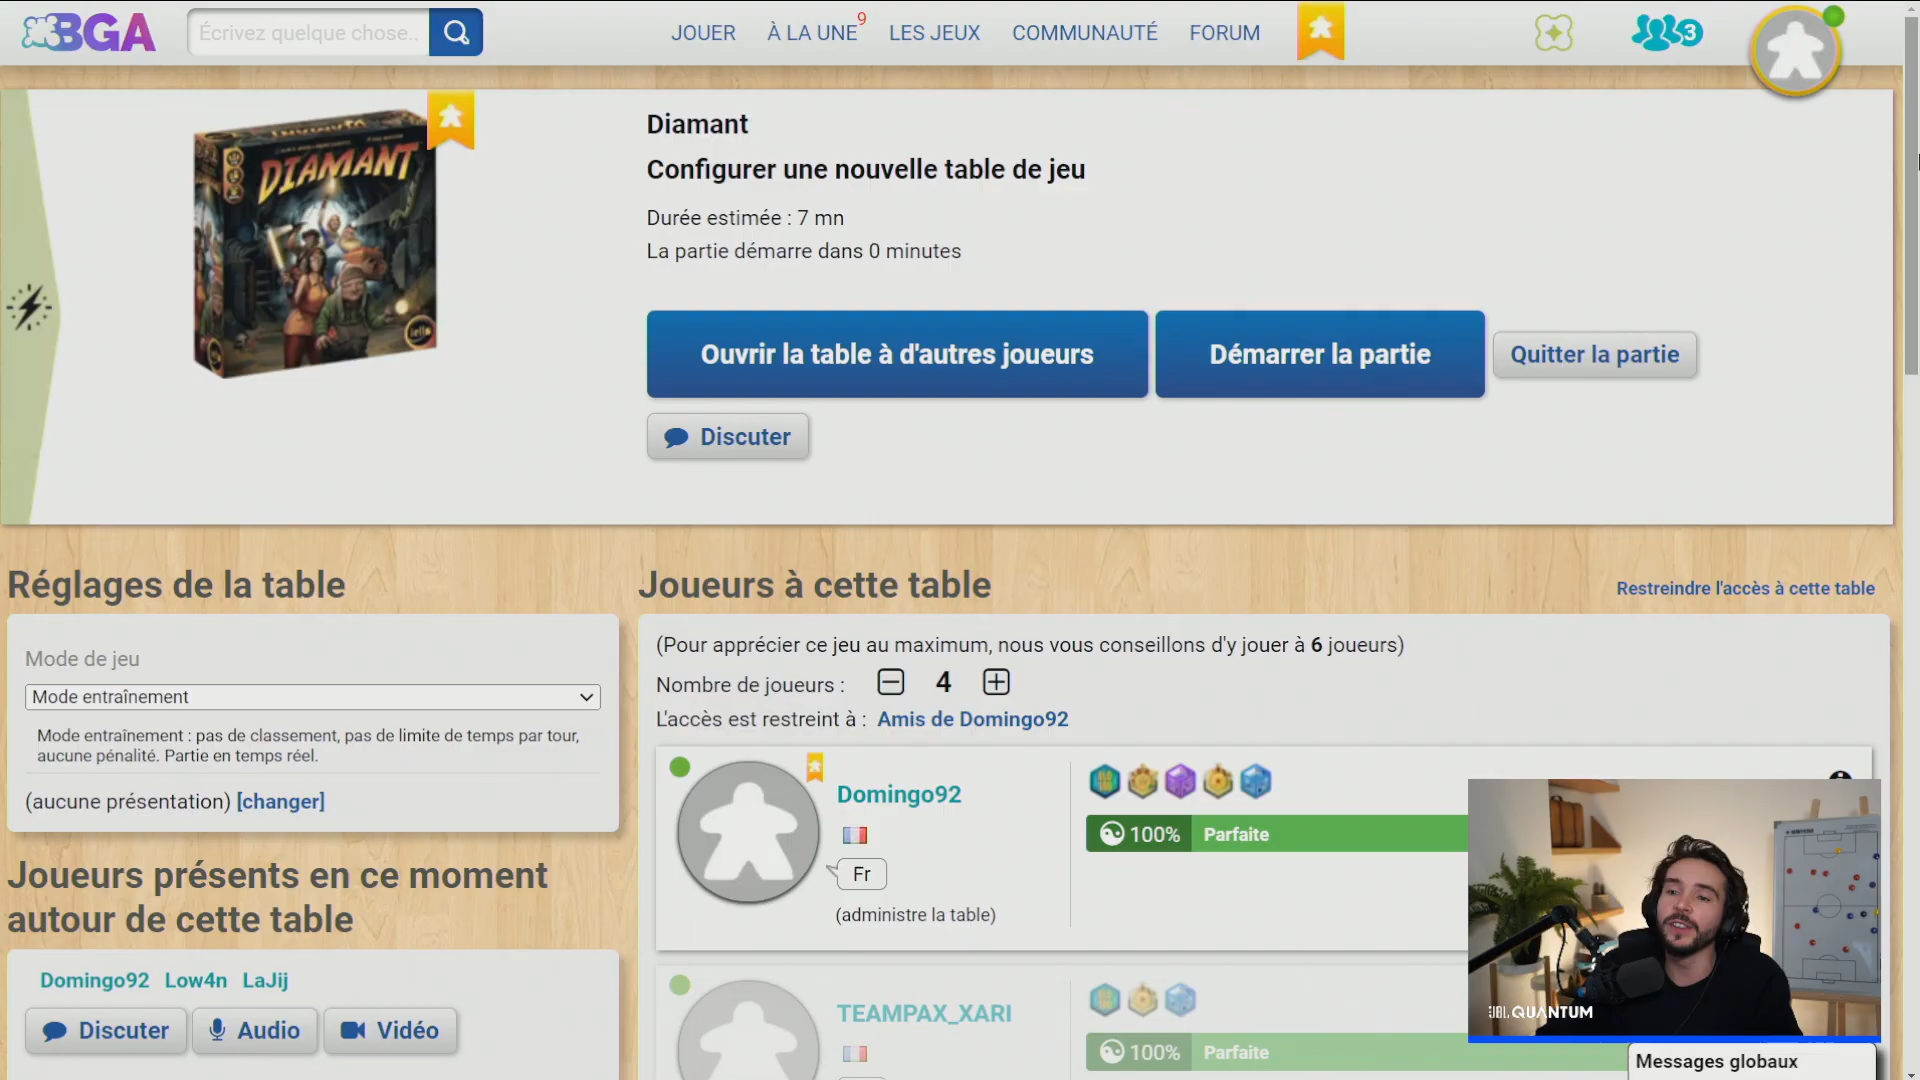 BGA
Écrivez quelque chose..
JOUER
À LA UNE
9
LES JEUX
COMMUNAUTÉ
FORUM
3
DIAMANT
iello
Diamant
Configurer une nouvelle table de jeu
Durée estimée : 7 mn
La partie démarre dans 0 minutes
Ouvrir la table à d'autres joueurs
Démarrer la partie
Quitter la partie
Discuter
Réglages de la table
Mode de jeu
Mode entraînement
Mode entraînement : pas de classement, pas de limite de temps par tour,
aucune pénalité. Partie en temps réel.
(aucune présentation) [changer]
Joueurs présents en ce moment
autour de cette table
Domingo92 Low4n LaJij
Discuter
Audio
Vidéo
Joueurs à cette table
Restreindre l'accès à cette table
(Pour apprécier ce jeu au maximum, nous vous conseillons d'y jouer à 6 joueurs)
Nombre de joueurs : 4
L'accès est restreint à : Amis de Domingo92
Domingo92
Fr
(administre la table)
100% Parfaite
TEAMPAX_XARI
100% Parfaite
JBL QUANTUM
Messages globaux